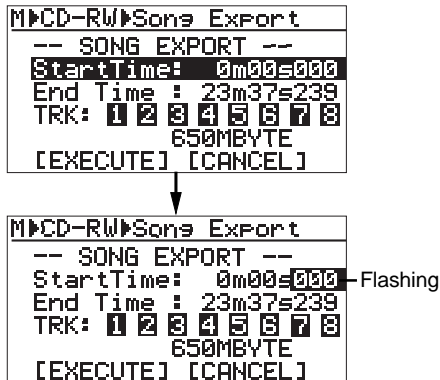 M▶CD-RW▶Song Export
-- SONG EXPORT --
StartTime: 0m00s000
End Time : 23m37s239
TRK: 1 2 3 4 5 6 7 8
650MBYTE
[EXECUTE] [CANCEL]
M▶CD-RW▶Song Export
-- SONG EXPORT --
StartTime: 0m00s000 Flashing
End Time : 23m37s239
TRK: 1 2 3 4 5 6 7 8
650MBYTE
[EXECUTE] [CANCEL]